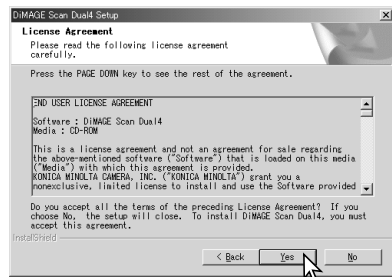 DiMAGE Scan Dual4 Setup
License Agreement
Please read the following license agreement
carefully.
Press the PAGE DOWN key to see the rest of the agreement.
END USER LICENSE AGREEMENT
Software : DiMAGE Scan Dual4
Media : CD-ROM
This is a license agreement and not an agreement for sale regarding
the above-mentioned software ("Software") that is loaded on this media
("Media") with which this agreement is provided.
KONICA MINOLTA CAMERA, INC. ("KONICA MINOLTA") grant you a
nonexclusive, limited license to install and use the Software provided
Do you accept all the terms of the preceding License Agreement? If you
choose No, the setup will close. To install DiMAGE Scan Dual4, you must
accept this agreement.
InstallShield
< Back Yes No